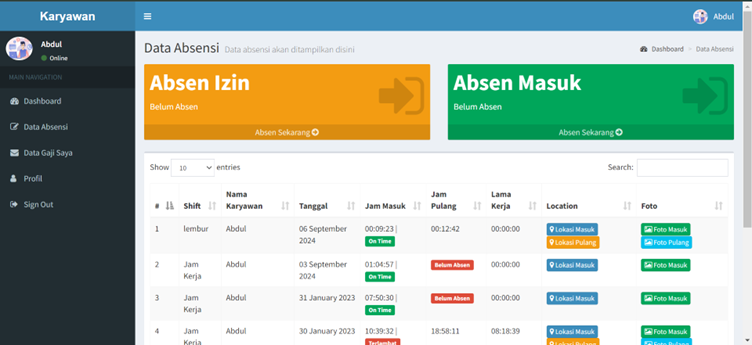 Karyawan
Abdul
Abdul
Online
MAIN NAVIGATION
Dashboard
Data Absensi
Data Gaji Saya
Profil
Sign Out
Data Absensi Data absensi akan ditampilkan disini
Dashboard > Data Absensi
Absen Izin
Belum Absen
Absen Sekarang
Absen Masuk
Belum Absen
Absen Sekarang
Show 10 entries
Search:
# Shift Nama Karyawan Tanggal Jam Masuk Jam Pulang Lama Kerja Location Foto
1 lembur Abdul 06 September 2024 00:09:23 | On Time 00:12:42 00:00:00 Lokasi Masuk Lokasi Pulang Foto Masuk Foto Pulang
2 Jam Kerja Abdul 03 September 2024 01:04:57 | On Time Belum Absen 00:00:00 Lokasi Masuk Foto Masuk
3 Jam Kerja Abdul 31 January 2023 07:50:30 | On Time Belum Absen 00:00:00 Lokasi Masuk Foto Masuk
4 Jam Kerja Abdul 30 January 2023 10:39:32 | Terlambat 18:58:11 08:18:39 Lokasi Masuk Lokasi Pulang Foto Masuk Foto Pulang